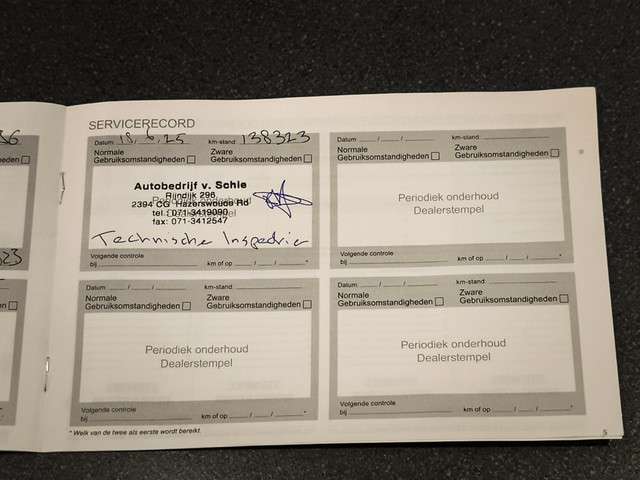 SERVICERECORD
Datum 18, 6, 25 km-stand 138323
Normale Gebruiksomstandigheden
Zware Gebruiksomstandigheden
Autobedrijf v. Schie
Rijndijk 296,
2394 CG Hazerswoude Rd
tel.: 071-3419090
fax: 071-3412547
Technische Inspectie
Volgende controle
bij km of op / / *
Datum / / km-stand
Normale Gebruiksomstandigheden
Zware Gebruiksomstandigheden
Periodiek onderhoud
Dealerstempel
Volgende controle
bij km of op / / *
Datum / / km-stand
Normale Gebruiksomstandigheden
Zware Gebruiksomstandigheden
Periodiek onderhoud
Dealerstempel
Volgende controle
bij km of op / / *
Datum / / km-stand
Normale Gebruiksomstandigheden
Zware Gebruiksomstandigheden
Periodiek onderhoud
Dealerstempel
Volgende controle
bij km of op / / *
* Welk van de twee als eerste wordt bereikt
5